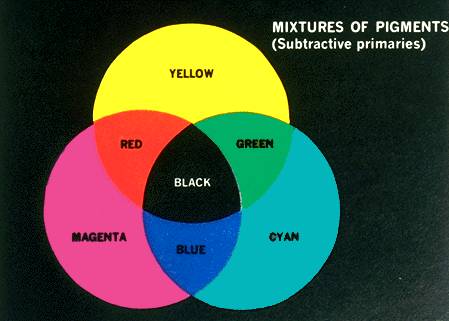 MIXTURES OF PIGMENTS
(Subtractive primaries)
YELLOW
RED
GREEN
BLACK
MAGENTA
CYAN
BLUE